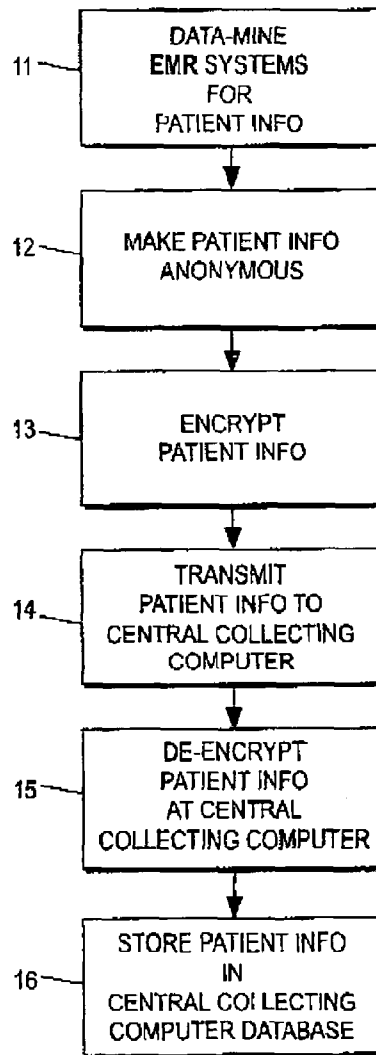 11
DATA-MINE
EMR SYSTEMS
FOR
PATIENT INFO
12
MAKE PATIENT INFO
ANONYMOUS
13
ENCRYPT
PATIENT INFO
14
TRANSMIT
PATIENT INFO TO
CENTRAL COLLECTING
COMPUTER
15
DE-ENCRYPT
PATIENT INFO
AT CENTRAL
COLLECTING COMPUTER
16
STORE PATIENT INFO
IN
CENTRAL COLLECTING
COMPUTER DATABASE